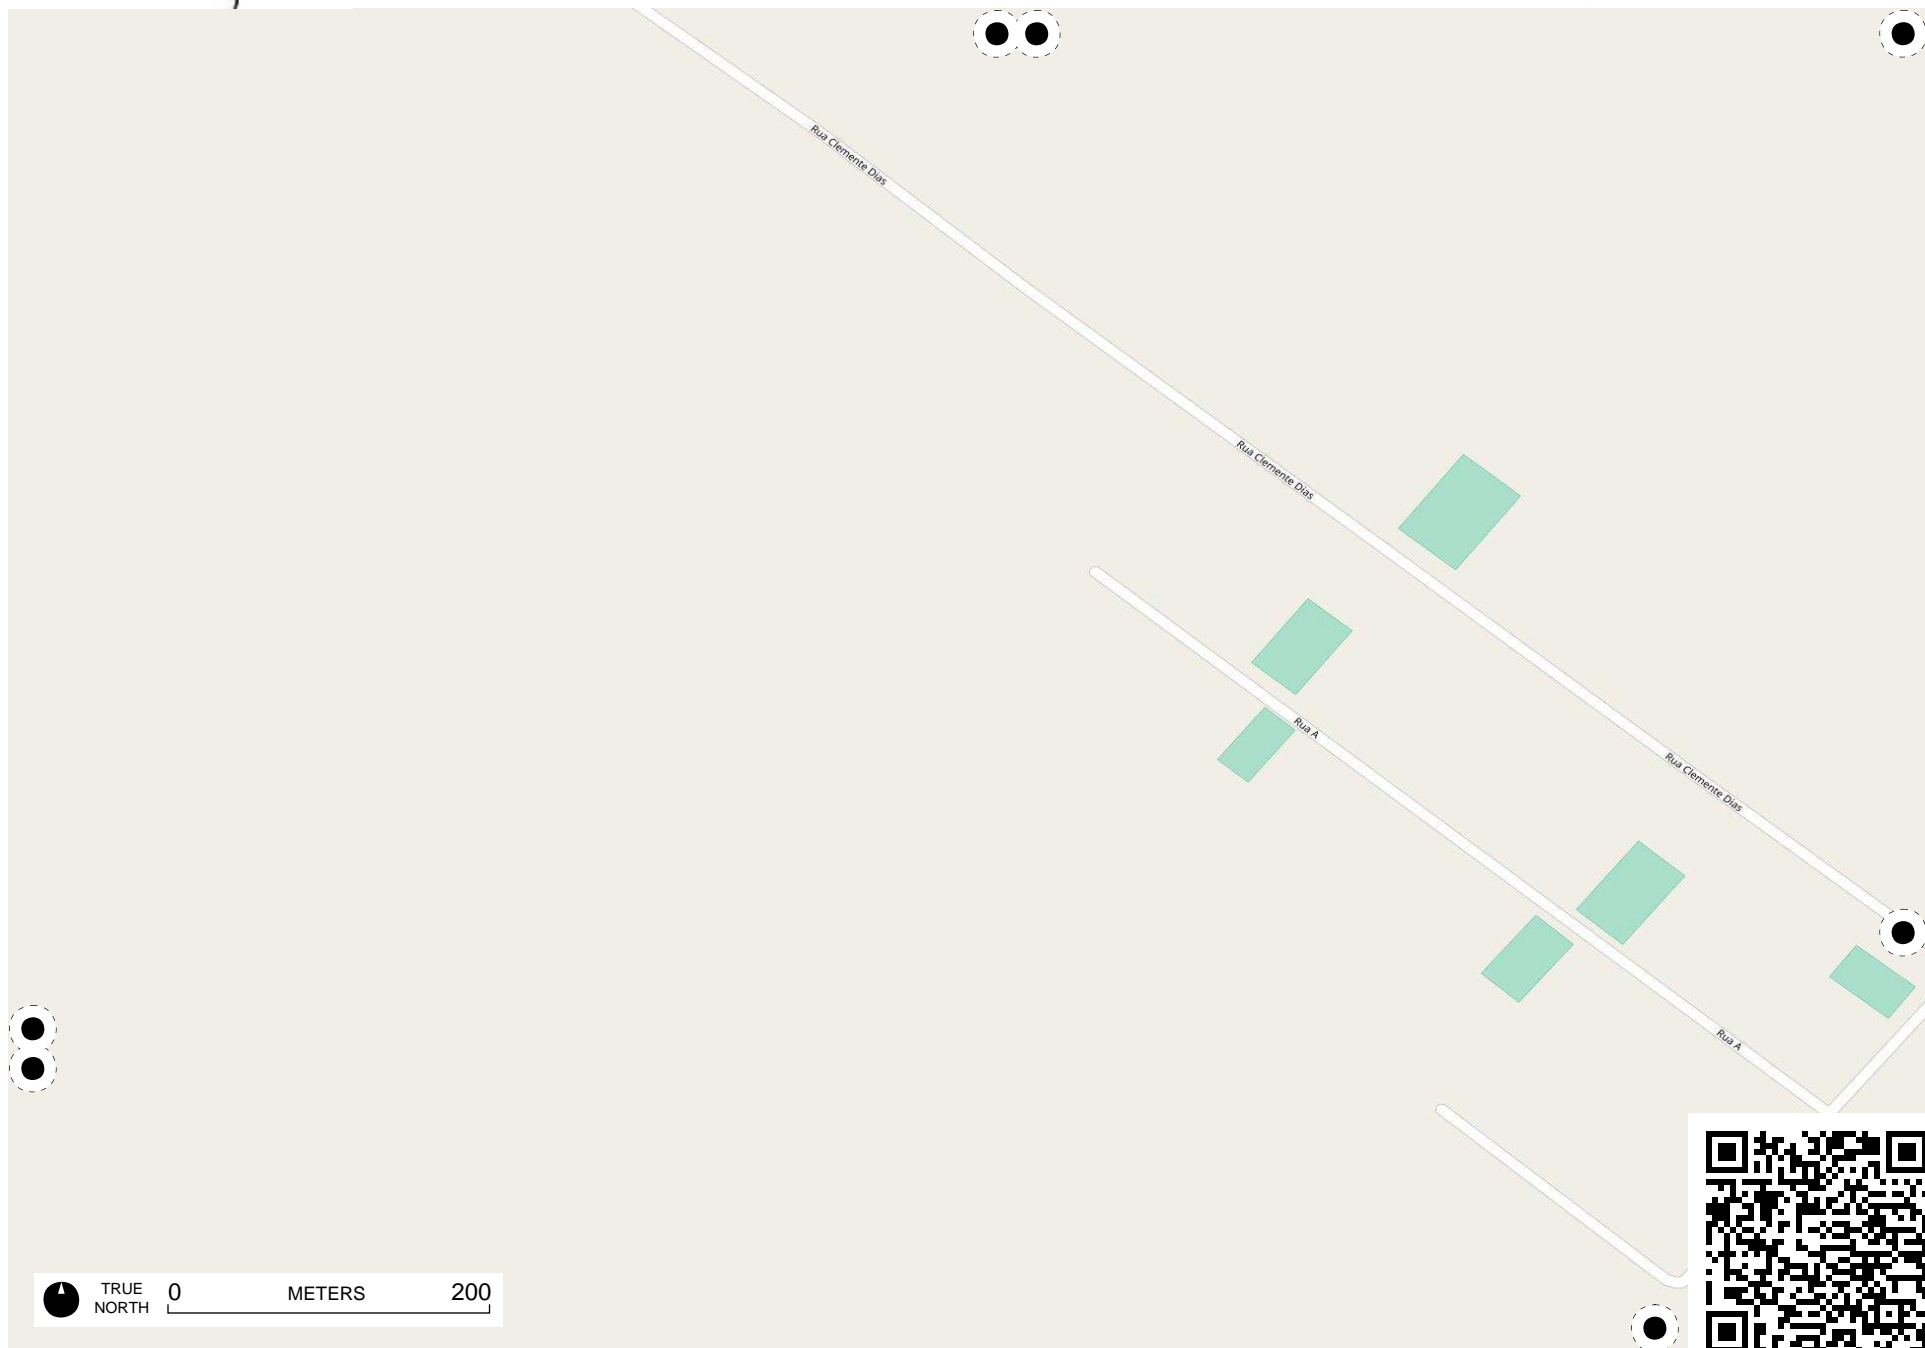 Rua Clemente Dias
Rua Clemente Dias
Rua A
Rua Clemente Dias
Rua A
TRUE
NORTH
0 METERS 200